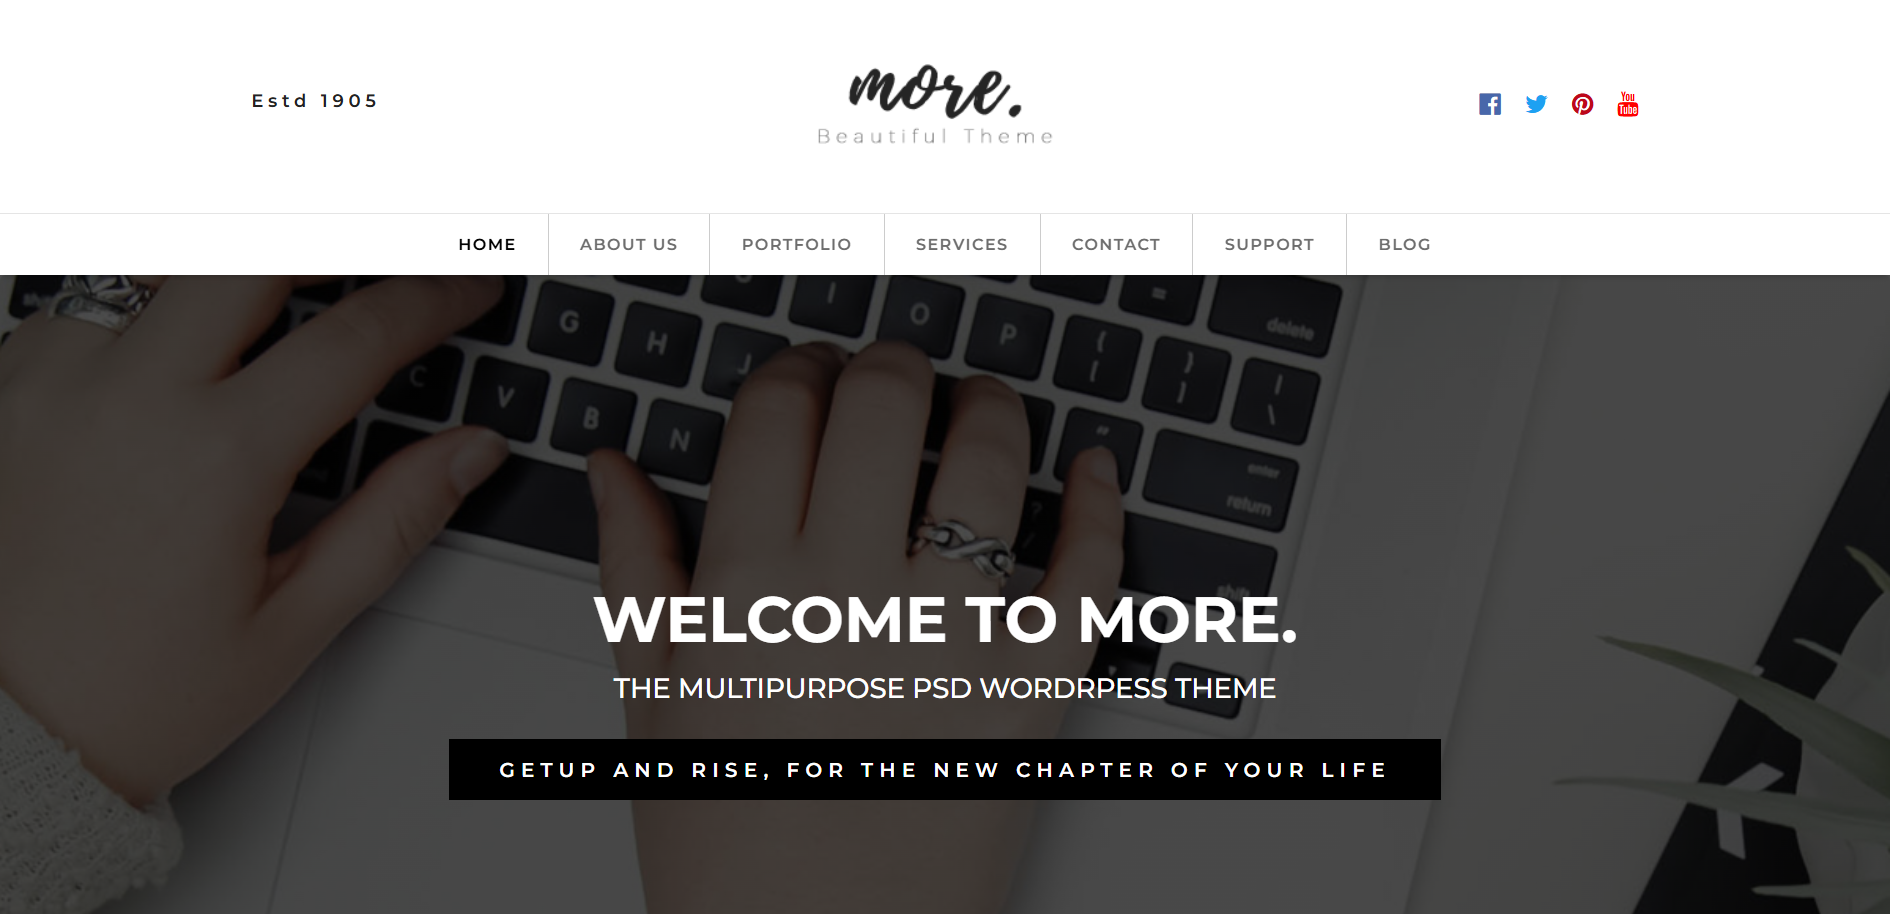 Estd 1905
more.
Beautiful Theme
You
Tube
HOME
ABOUT US
PORTFOLIO
SERVICES
CONTACT
SUPPORT
BLOG
G
H
J
I
O
P
{
[
}
]
=
delete
C
V
B
N
|
\
"
enter
return
?
/
shift
WELCOME TO MORE.
THE MULTIPURPOSE PSD WORDRPESS THEME
GETUP AND RISE, FOR THE NEW CHAPTER OF YOUR LIFE